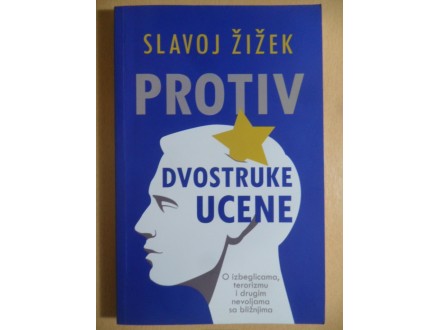 SLAVOJ ŽIŽEK
PROTIV
DVOSTRUKE
UCENE
O izbeglicama,
terorizmu
i drugim
nevoljama
sa bližnjima